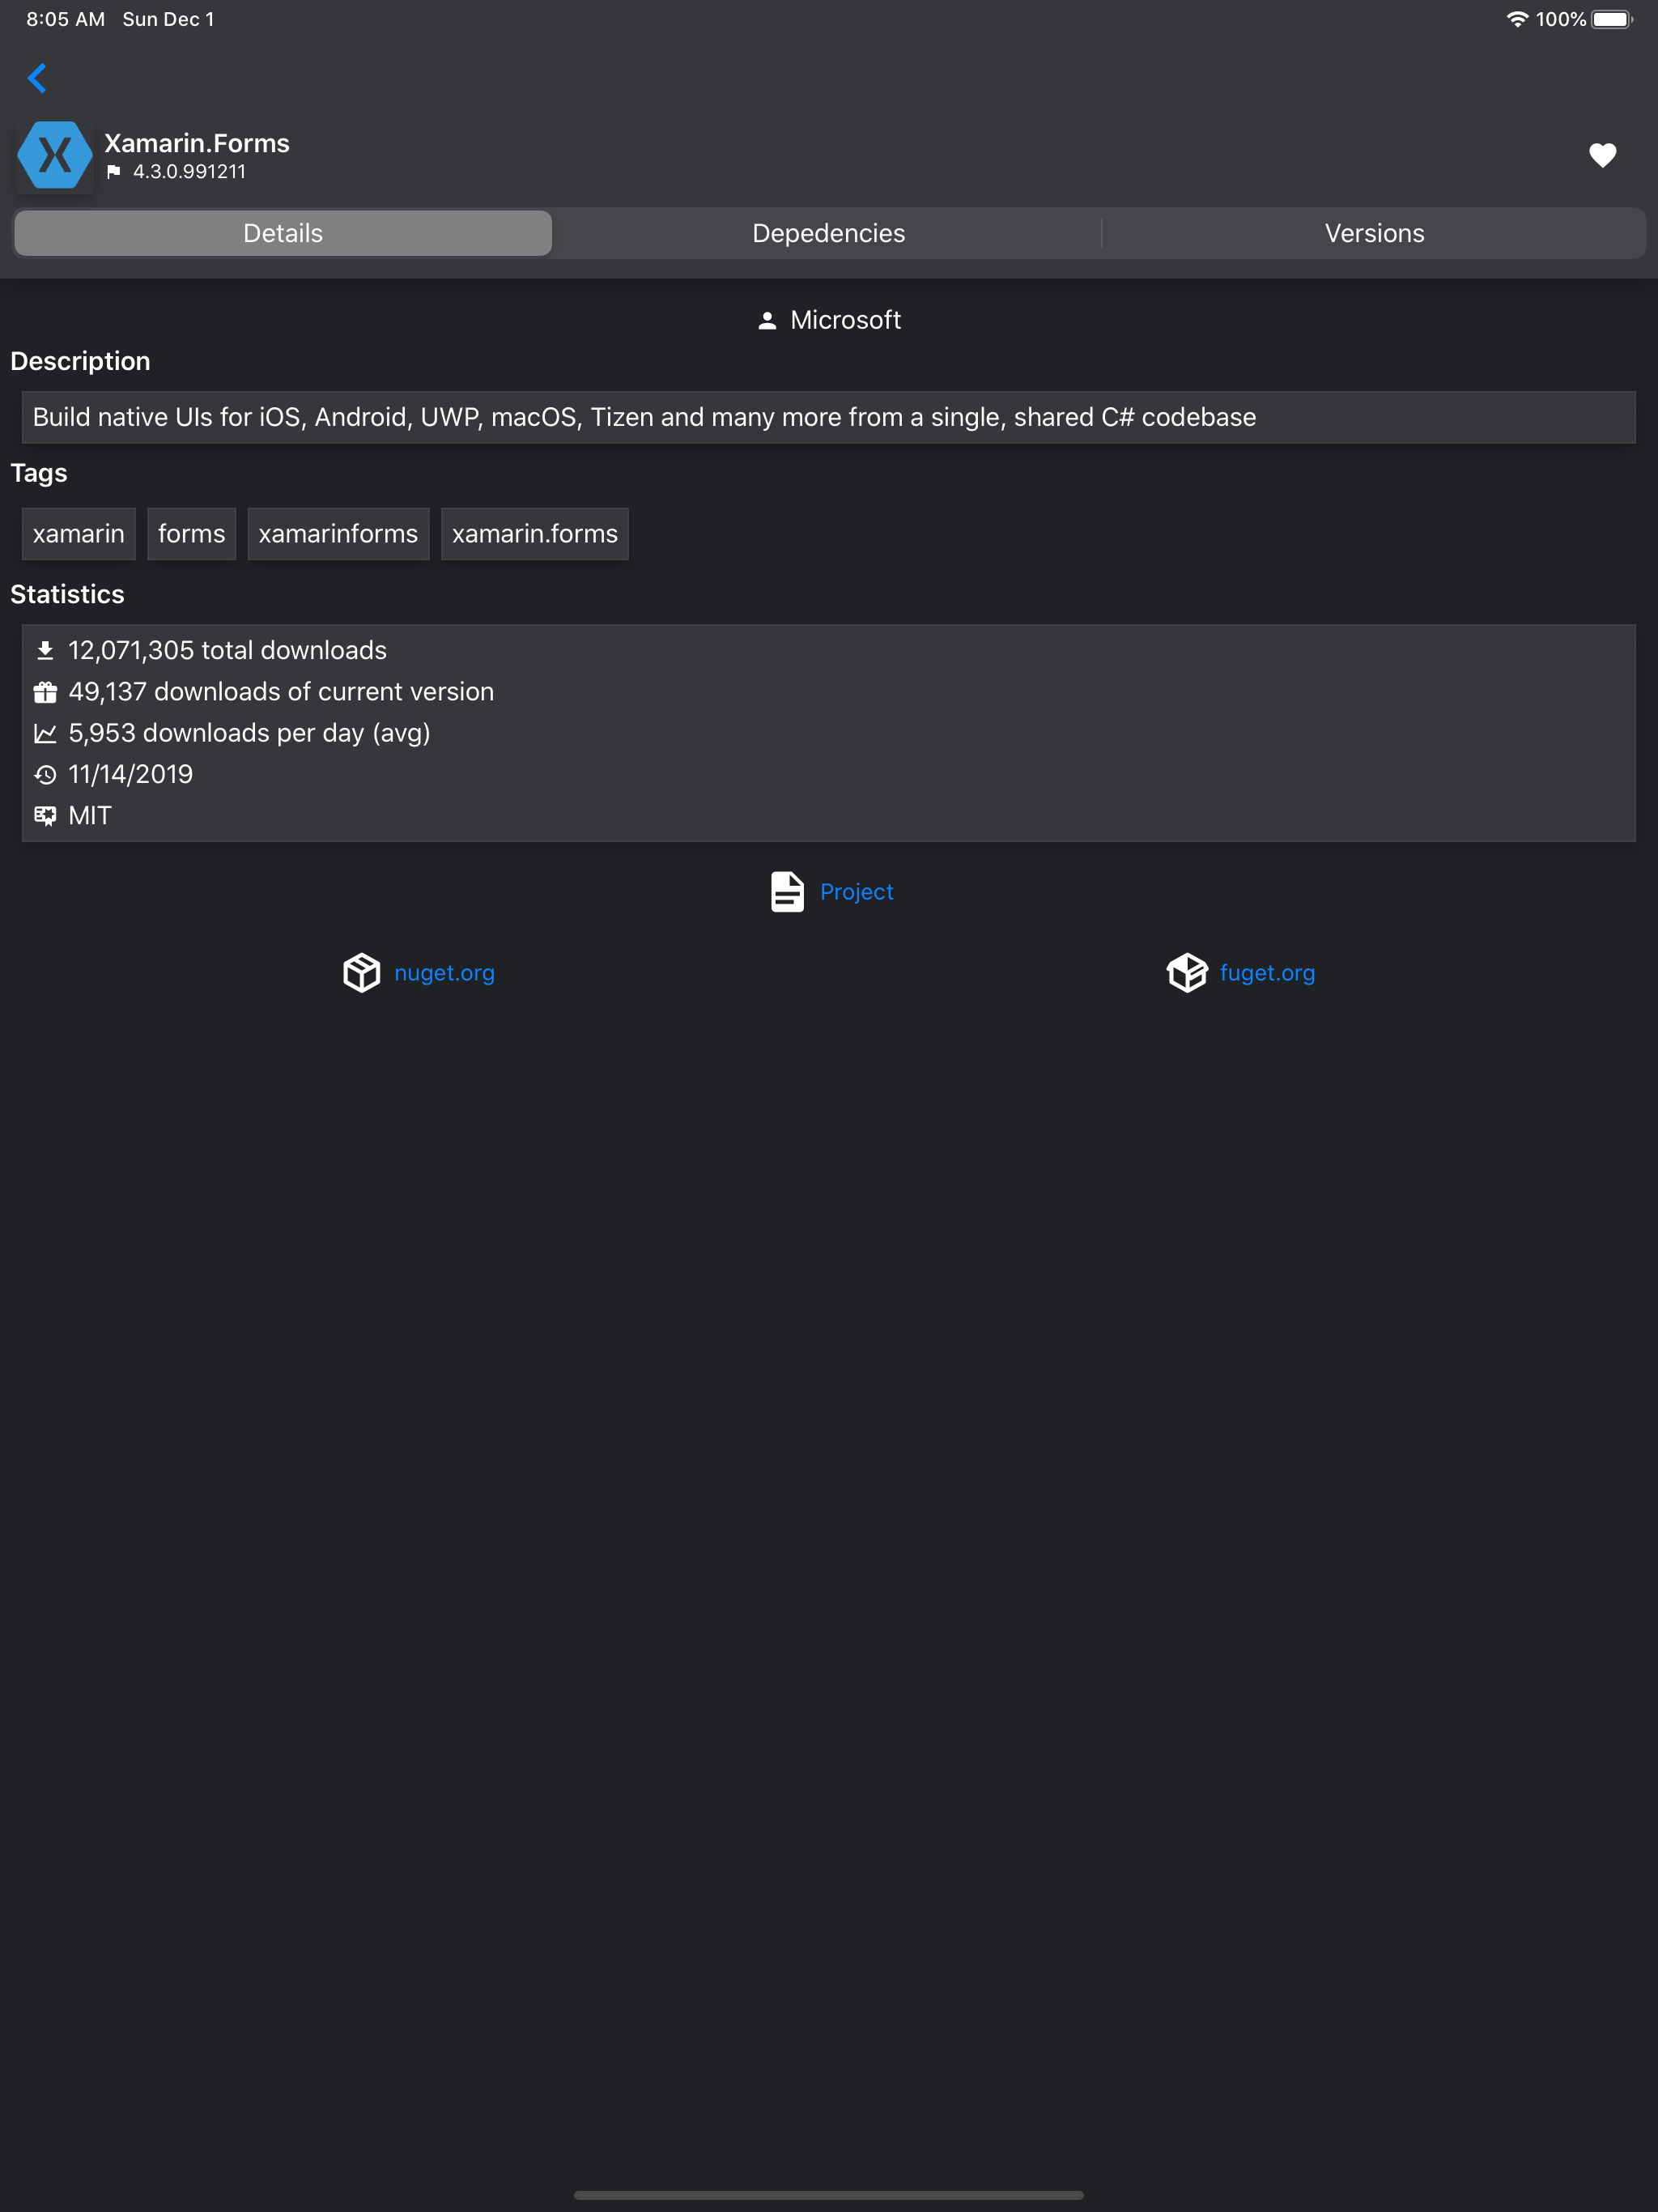 8:05 AM Sun Dec 1 100%
Xamarin.Forms
4.3.0.991211
Details Depedencies Versions
Microsoft
Description
Build native UIs for iOS, Android, UWP, macOS, Tizen and many more from a single, shared C# codebase
Tags
xamarin forms xamarinforms xamarin.forms
Statistics
12,071,305 total downloads
49,137 downloads of current version
5,953 downloads per day (avg)
11/14/2019
MIT
Project
nuget.org fuget.org